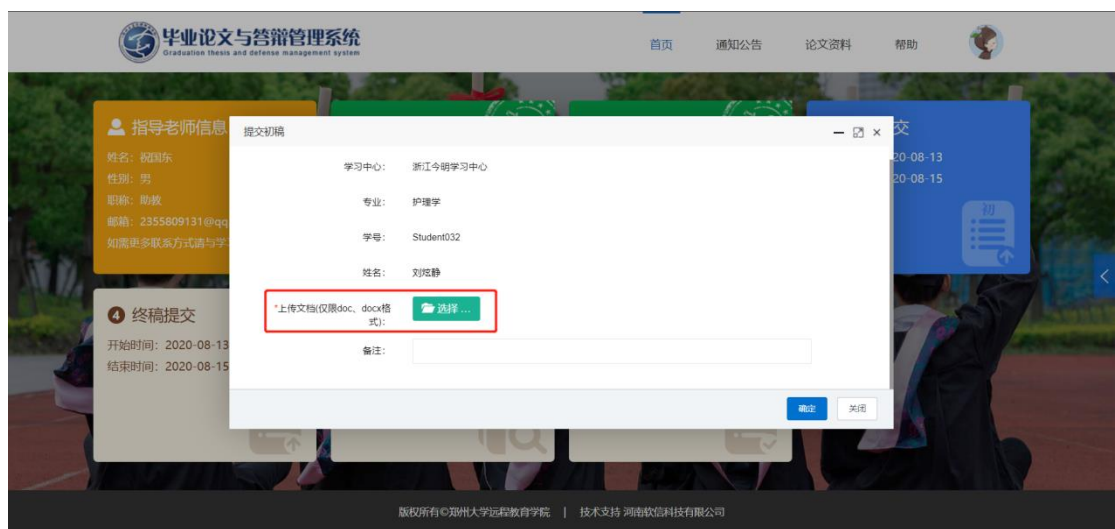 毕业论文与答辩管理系统
Graduation thesis and defense management system
首页
通知公告
论文资料
帮助
指导老师信息
姓名：祝国东
性别：男
职称：助教
邮箱：2355809131@qq
如需更多联系方式请与学
交
20-08-13
20-08-15
初
提交初稿
学习中心：
浙江今明学习中心
专业：
护理学
学号：
Student032
姓名：
刘炫静
*上传文档(仅限doc、docx格
式)：
选择 …
备注：
确定
关闭
4 终稿提交
开始时间：2020-08-13
结束时间：2020-08-15
版权所有©郑州大学远程教育学院 | 技术支持 河南软信科技有限公司